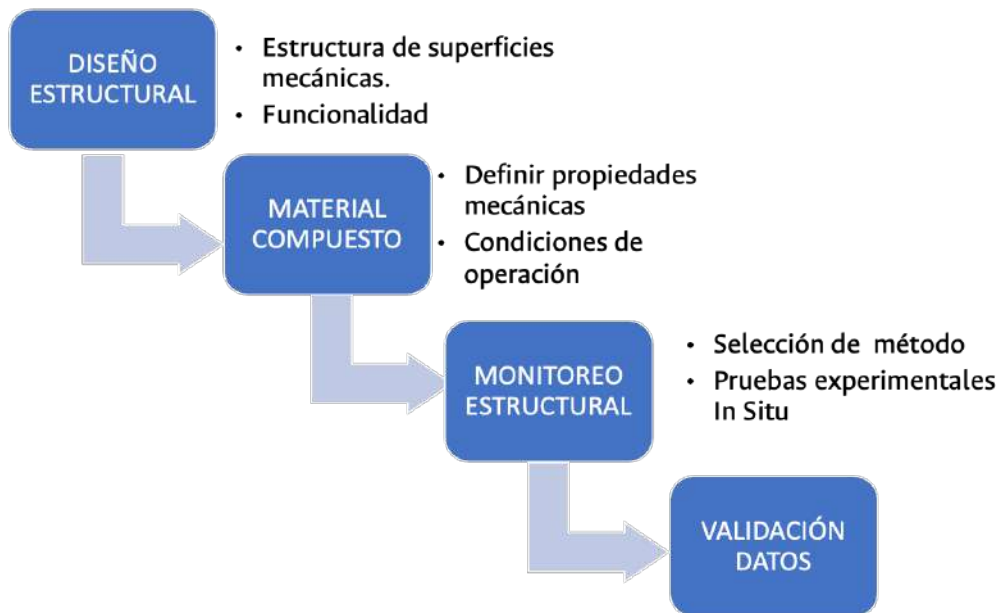 DISEÑO
ESTRUCTURAL
• Estructura de superficies
mecánicas.
• Funcionalidad
MATERIAL
COMPUESTO
• Definir propiedades
mecánicas
• Condiciones de
operación
MONITOREO
ESTRUCTURAL
• Selección de método
• Pruebas experimentales
In Situ
VALIDACIÓN
DATOS